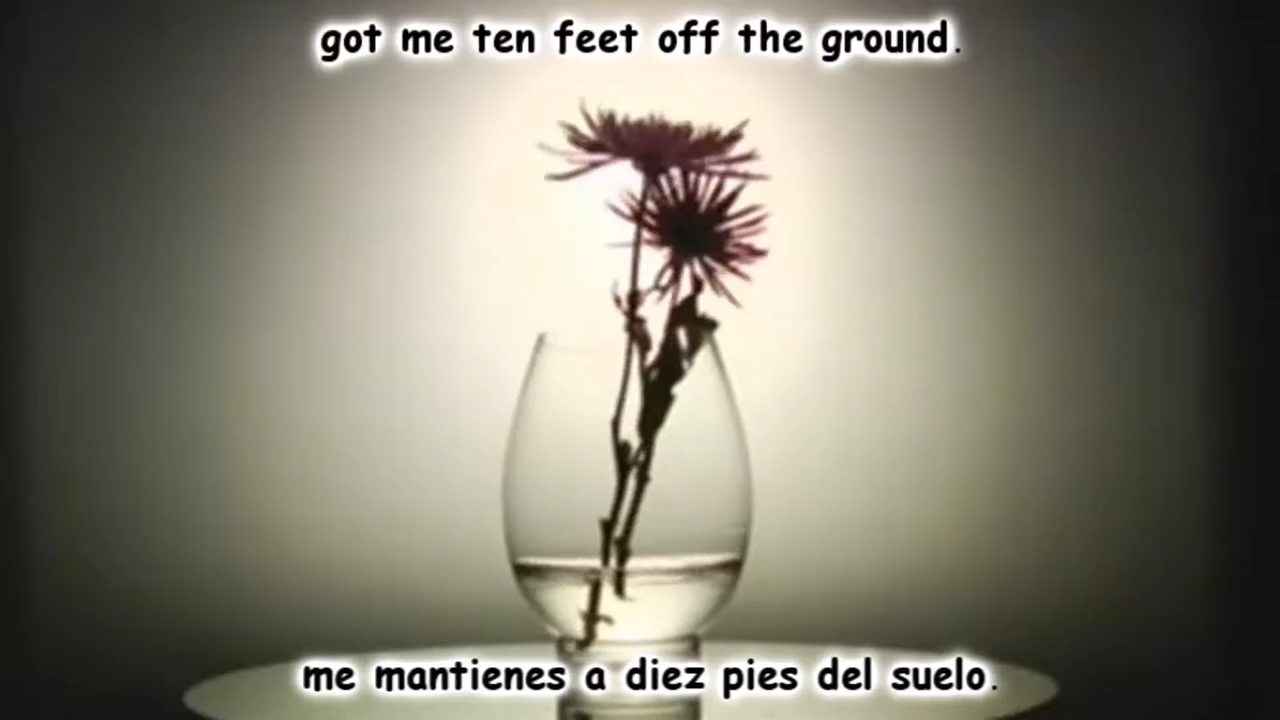 got me ten feet off the ground.
me mantienes a diez pies del suelo.